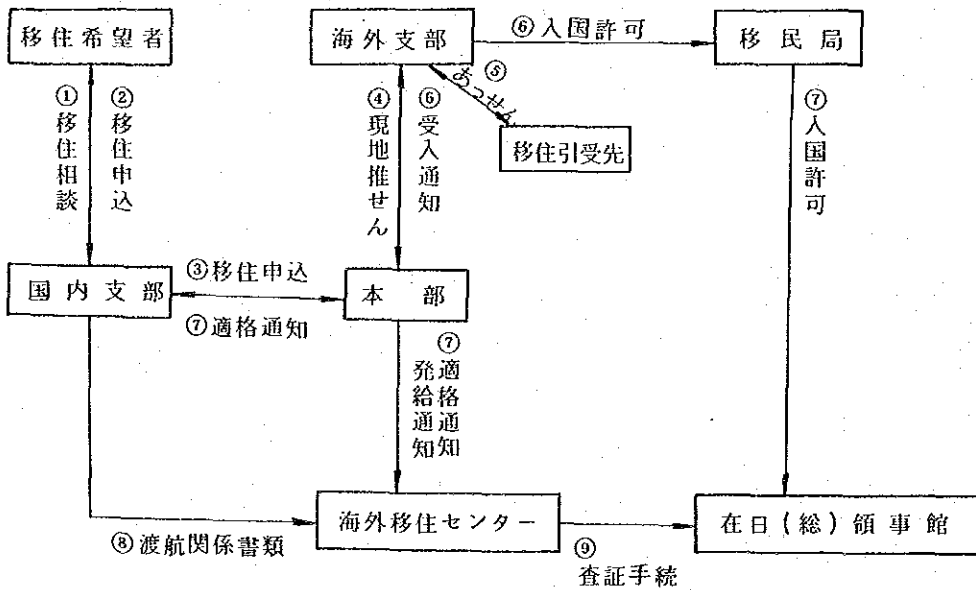 移住希望者
海外支部
⑥入国許可
移民局
①移住相談
②移住申込
④現地推せん
⑥受入通知
⑤あっせん
移住引受先
⑦入国許可
国内支部
③移住申込
⑦適格通知
本部
⑦適格通知
発給通知
海外移住センター
在日(総)領事館
⑧渡航関係書類
⑨査証手続